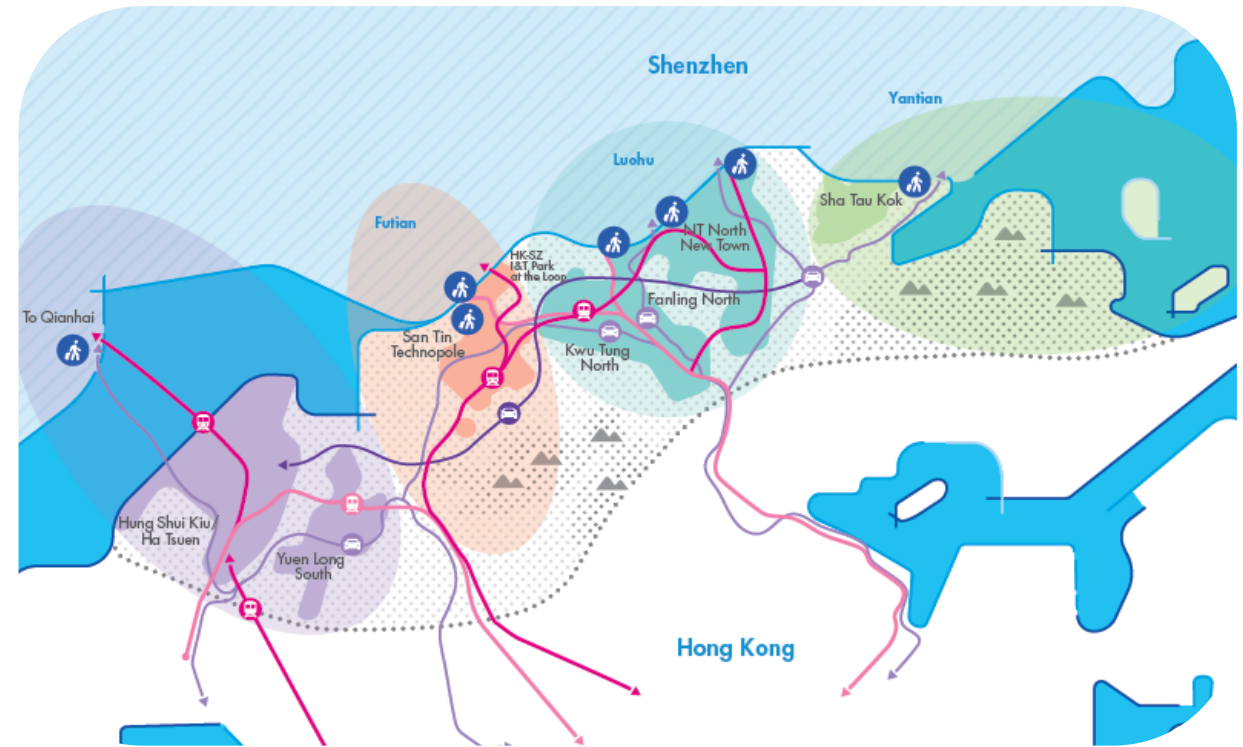 Shenzhen
Yantian
Luohu
Sha Tau Kok
Futian
NT North
New Town
HK-SZ
I&T Park
at the Loop
Fanling North
To Qianhai
San Tin
Technopole
Kwu Tung
North
Hung Shui Kiu/
Ha Tsuen
Yuen Long
South
Hong Kong